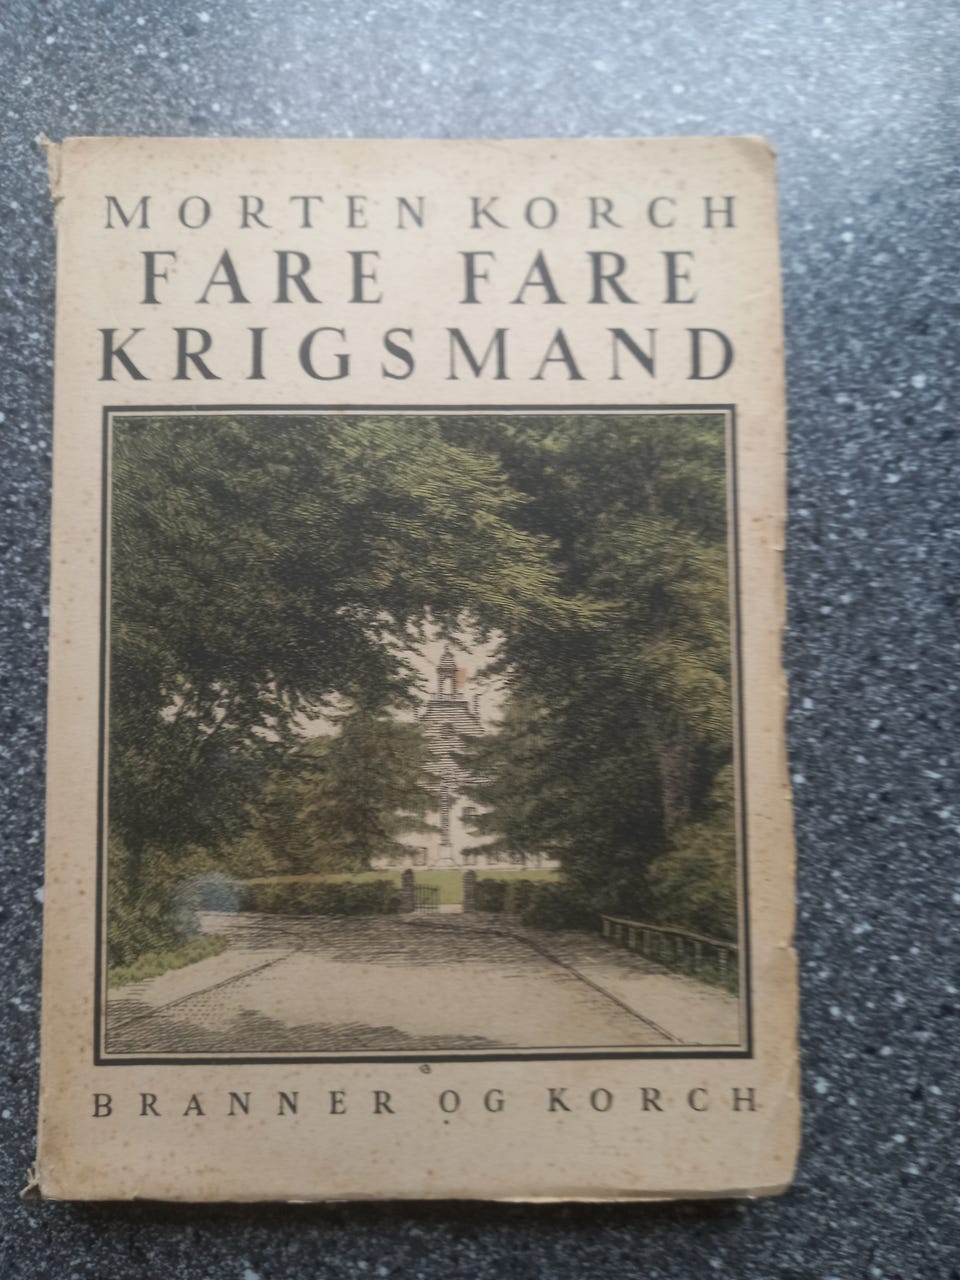 MORTEN KORCH
FARE FARE
KRIGSMAND
BRANNER OG KORCH